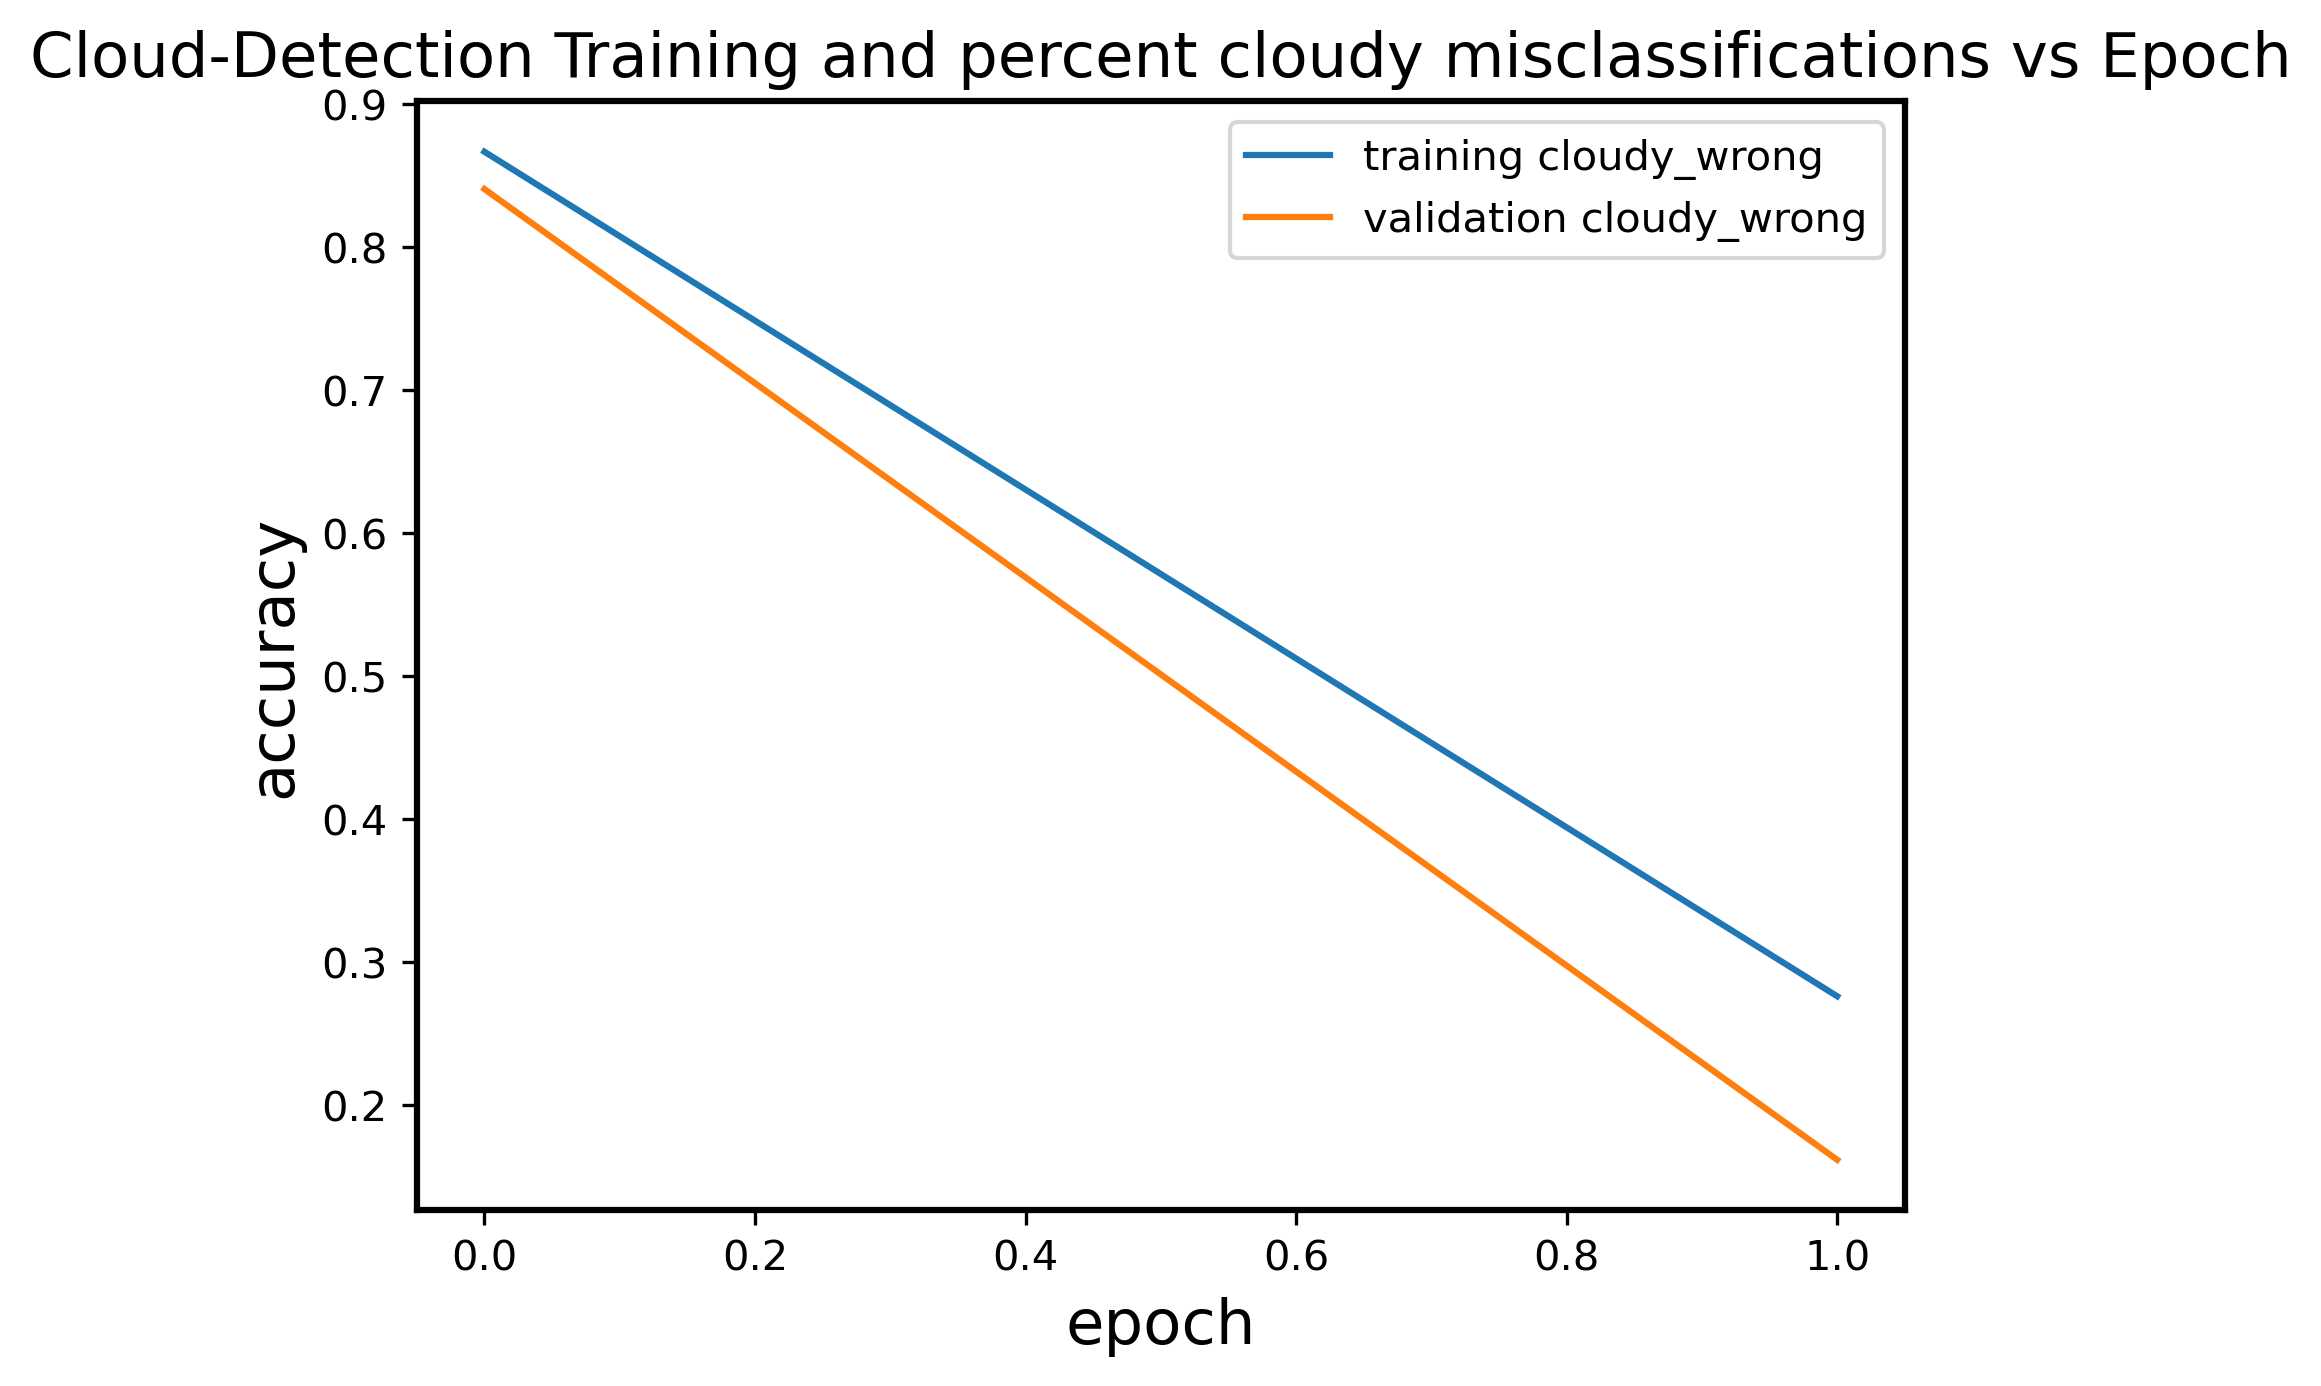 Cloud-Detection Training and percent cloudy misclassifications vs Epoch
training cloudy_wrong
validation cloudy_wrong
accuracy
0.9
0.8
0.7
0.6
0.5
0.4
0.3
0.2
0.0 0.2 0.4 0.6 0.8 1.0
epoch